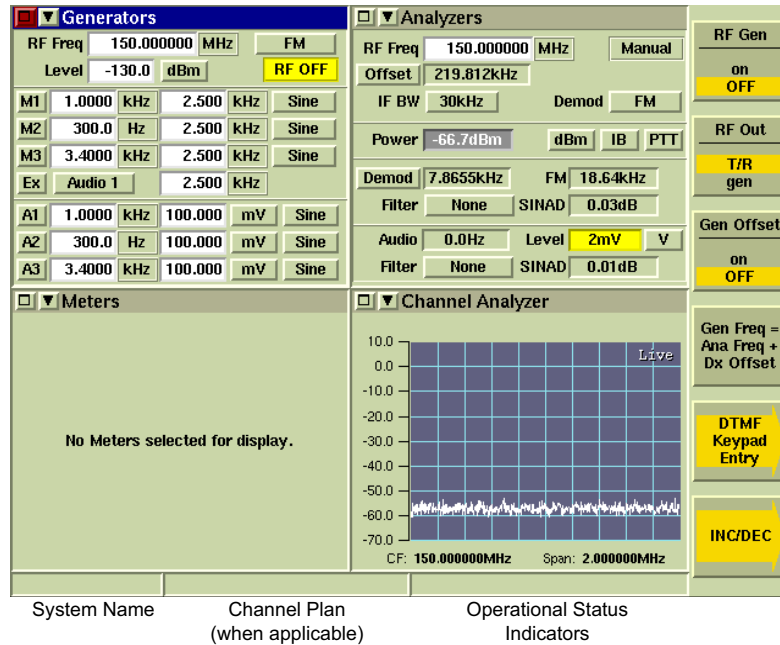 Generators
RF Freq 150.000000 MHz FM
Level -130.0 dBm RF OFF
M1 1.0000 kHz 2.500 kHz Sine
M2 300.0 Hz 2.500 kHz Sine
M3 3.4000 kHz 2.500 kHz Sine
Ex Audio 1 2.500 kHz
A1 1.0000 kHz 100.000 mV Sine
A2 300.0 Hz 100.000 mV Sine
A3 3.4000 kHz 100.000 mV Sine
Analyzers
RF Freq 150.000000 MHz Manual
Offset 219.812kHz
IF BW 30kHz Demod FM
Power -66.7dBm dBm IB PTT
Demod 7.8655kHz FM 18.64kHz
Filter None SINAD 0.03dB
Audio 0.0Hz Level 2mV V
Filter None SINAD 0.01dB
Meters
No Meters selected for display.
Channel Analyzer
Live
10.0
0.0
-10.0
-20.0
-30.0
-40.0
-50.0
-60.0
-70.0
CF: 150.000000MHz Span: 2.000000MHz
RF Gen
on
OFF
RF Out
T/R
gen
Gen Offset
on
OFF
Gen Freq =
Ana Freq +
Dx Offset
DTMF
Keypad
Entry
INC/DEC
System Name
Channel Plan
(when applicable)
Operational Status
Indicators